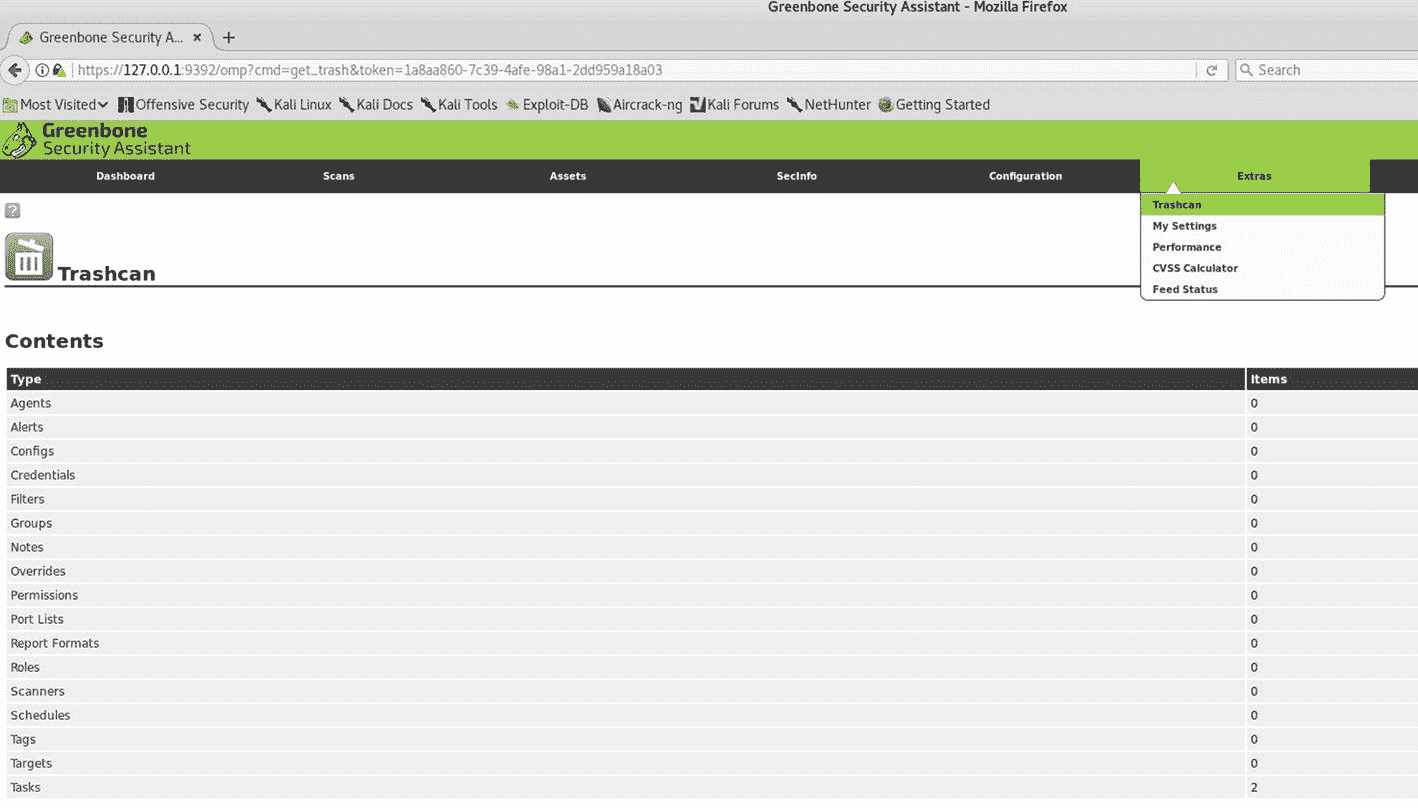 Greenbone Security Assistant - Mozilla Firefox
Greenbone Security A... × +
https://127.0.0.1:9392/omp?cmd=get_trash&token=1a8aa860-7c39-4afe-98a1-2dd959a18a03 Search
Most Visited Offensive Security Kali Linux Kali Docs Kali Tools Exploit-DB Aircrack-ng Kali Forums NetHunter Getting Started
Greenbone
Security Assistant
Dashboard Scans Assets SecInfo Configuration Extras
Trashcan
My Settings
Performance
CVSS Calculator
Feed Status
?
Trashcan
Contents
Type Items
Agents 0
Alerts 0
Configs 0
Credentials 0
Filters 0
Groups 0
Notes 0
Overrides 0
Permissions 0
Port Lists 0
Report Formats 0
Roles 0
Scanners 0
Schedules 0
Tags 0
Targets 0
Tasks 2